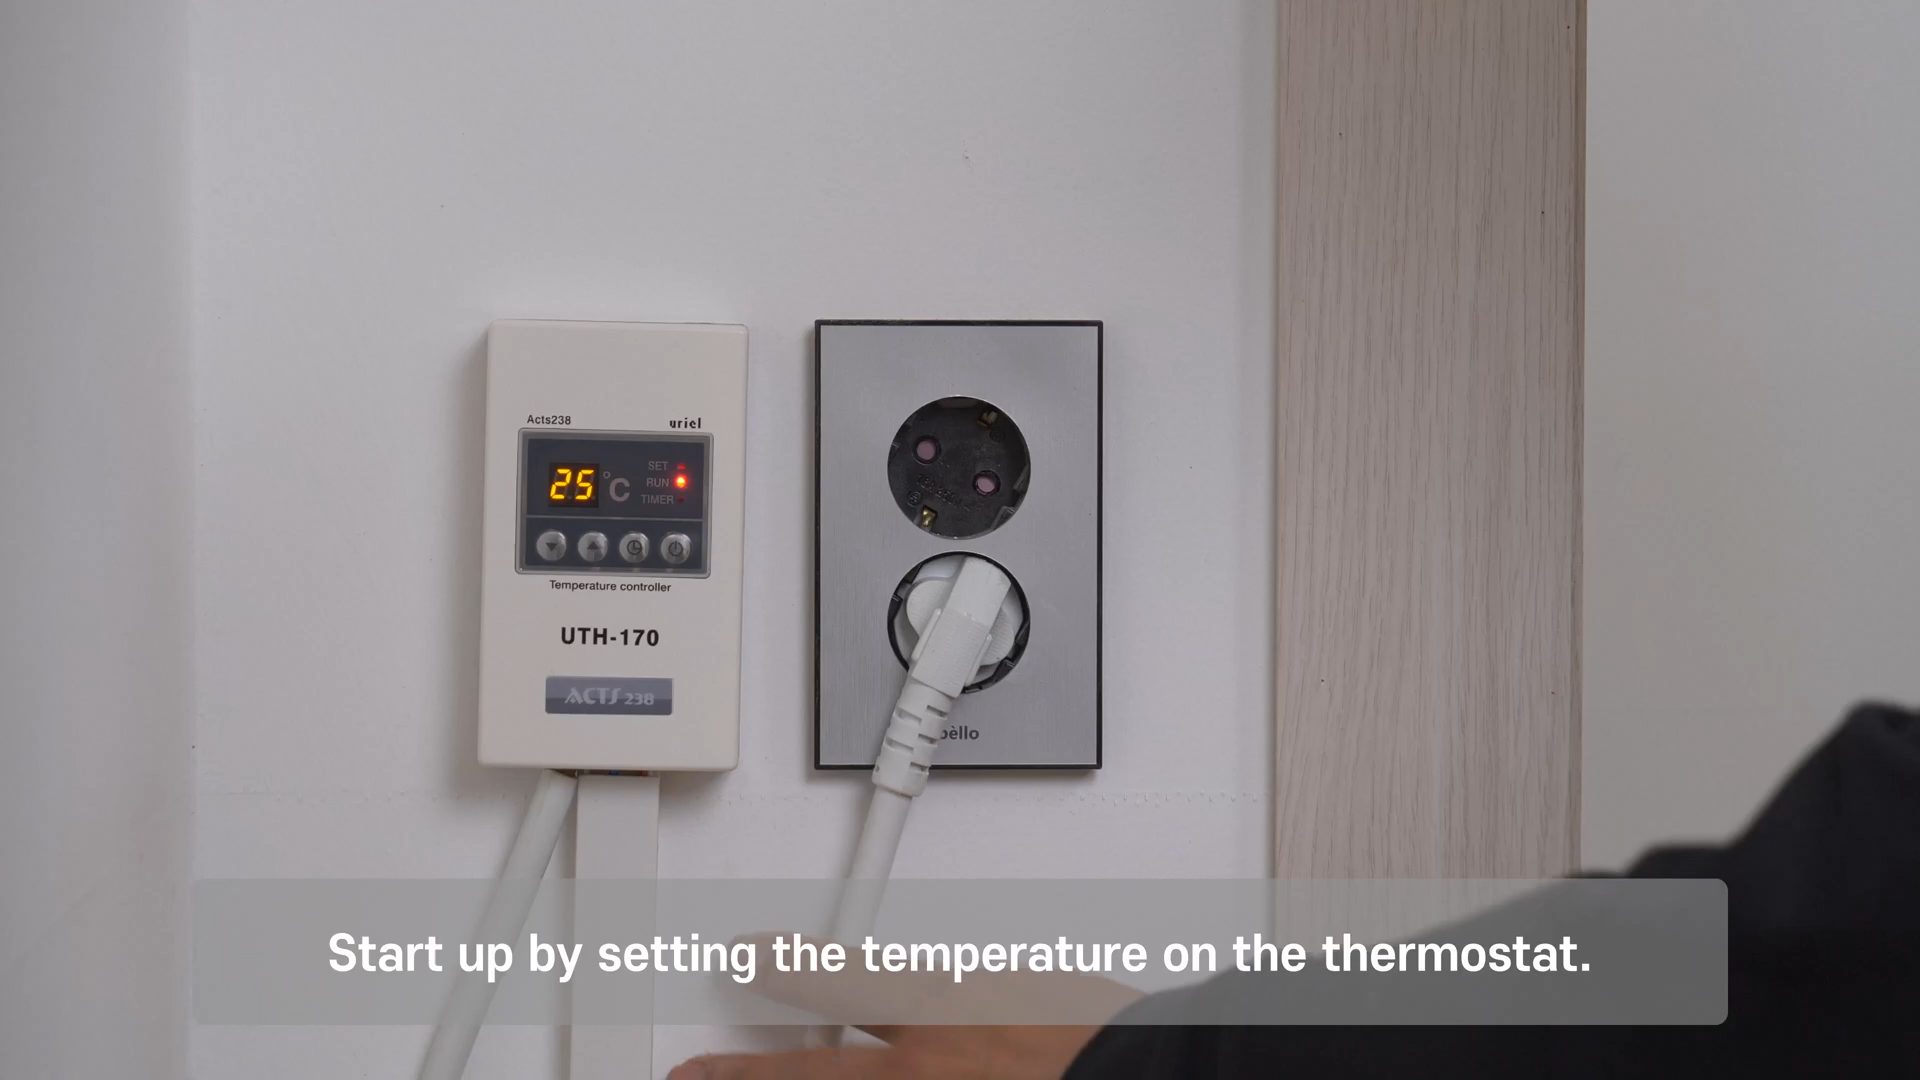 Acts238
uriel
25 °C
SET
RUN
TIMER
Temperature controller
UTH-170
ACTS 238
bèllo
Start up by setting the temperature on the thermostat.